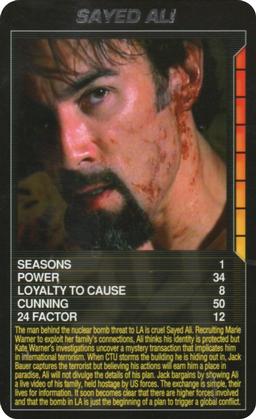 SAYED ALI
SEASONS 1
POWER 34
LOYALTY TO CAUSE 8
CUNNING 50
24 FACTOR 12
The man behind the nuclear bomb threat to LA is cruel Sayed Ali. Recruiting Marie
Warner to exploit her family's connections, Ali thinks his identity is protected but
Kate Warner's investigations uncover a mystery transaction that implicates him
in international terrorism. When CTU storms the building he is hiding out in, Jack
Bauer captures the terrorist but believing his actions will earn him a place in
paradise, Ali will not divulge the details of his plan. Jack bargains by showing Ali
a live video of his family, held hostage by US forces. The exchange is simple, their
lives for information. It soon becomes clear that there are higher forces involved
and that the bomb in LA is just the beginning of a plan to trigger a global conflict.